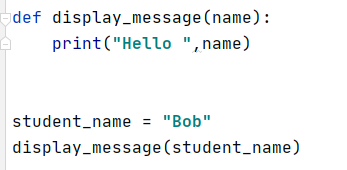 def display_message(name):
    print("Hello ",name)
student_name = "Bob"
display_message(student_name)